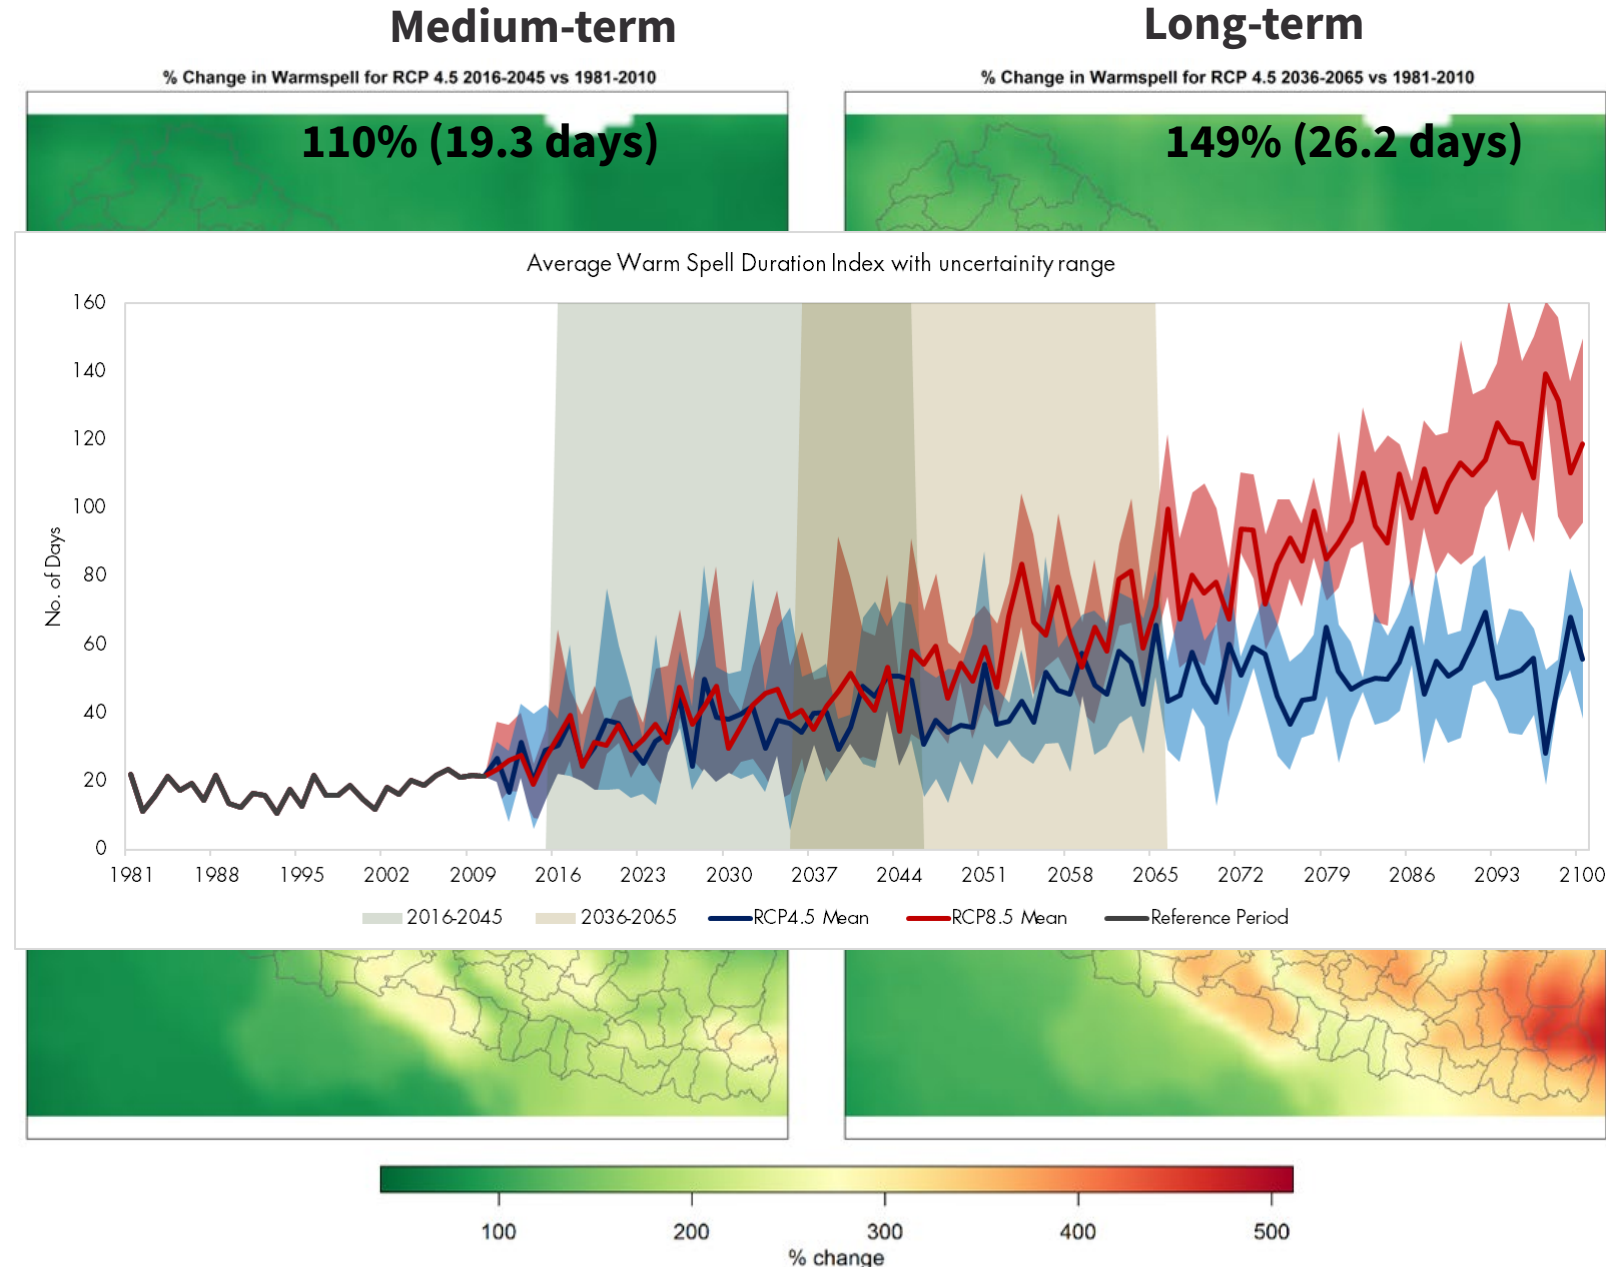 Medium-term
Long-term
% Change in Warmspell for RCP 4.5 2016-2045 vs 1981-2010
% Change in Warmspell for RCP 4.5 2036-2065 vs 1981-2010
110% (19.3 days)
149% (26.2 days)
Average Warm Spell Duration Index with uncertainity range
No. of Days
160
140
120
100
80
60
40
20
0
1981 1988 1995 2002 2009 2016 2023 2030 2037 2044 2051 2058 2065 2072 2079 2086 2093 2100
2016-2045 2036-2065 RCP4.5 Mean RCP8.5 Mean Reference Period
100 200 300 400 500
% change